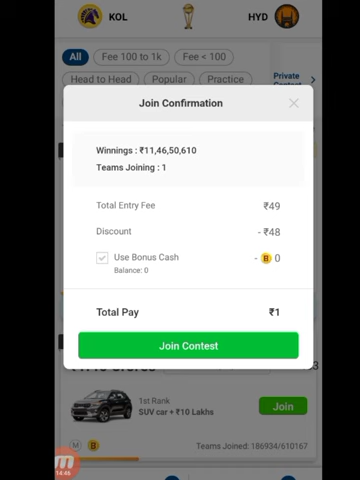 KOL
HYD
All
Fee 100 to 1k
Fee < 100
Head to Head
Popular
Practice
Private
Join Confirmation
Winnings : ₹11,46,50,610
Teams Joining : 1
Total Entry Fee
₹49
Discount
- ₹48
Use Bonus Cash
- B 0
Balance: 0
Total Pay
₹1
Join Contest
1st Rank
SUV car + ₹10 Lakhs
Join
M
B
Teams Joined: 186934/610167
14:46